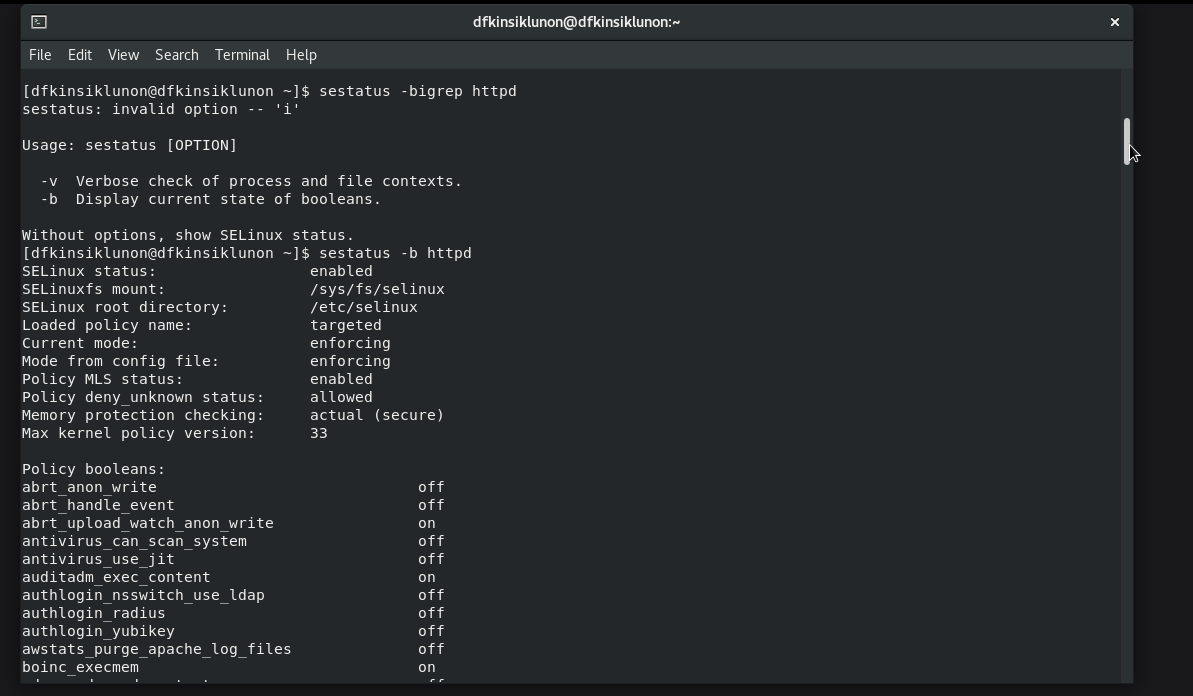 dfkinsiklunon@dfkinsiklunon:~
File Edit View Search Terminal Help
[dfkinsiklunon@dfkinsiklunon ~]$ sestatus -bigrep httpd
sestatus: invalid option -- 'i'
Usage: sestatus [OPTION]
-v  Verbose check of process and file contexts.
-b  Display current state of booleans.
Without options, show SELinux status.
[dfkinsiklunon@dfkinsiklunon ~]$ sestatus -b httpd
SELinux status:                 enabled
SELinuxfs mount:                /sys/fs/selinux
SELinux root directory:         /etc/selinux
Loaded policy name:             targeted
Current mode:                   enforcing
Mode from config file:          enforcing
Policy MLS status:              enabled
Policy deny_unknown status:     allowed
Memory protection checking:     actual (secure)
Max kernel policy version:      33
Policy booleans:
abrt_anon_write                             off
abrt_handle_event                           off
abrt_upload_watch_anon_write                on
antivirus_can_scan_system                   off
antivirus_use_jit                           off
auditadm_exec_content                       on
authlogin_nsswitch_use_ldap                 off
authlogin_radius                            off
authlogin_yubikey                           off
awstats_purge_apache_log_files              off
boinc_execmem                               on